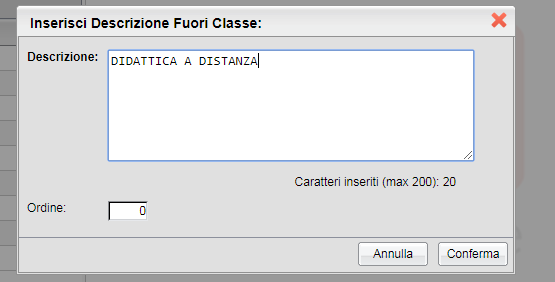 Inserisci Descrizione Fuori Classe:
Descrizione:
DIDATTICA A DISTANZA
Caratteri inseriti (max 200): 20
Ordine:
0
Annulla
Conferma